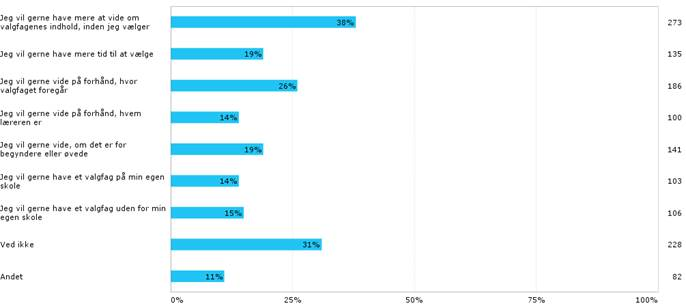 Jeg vil gerne have mere at vide om
valgfagenes indhold, inden jeg vælger
38%
273
Jeg vil gerne have mere tid til at vælge
19%
135
Jeg vil gerne vide på forhånd, hvor
valgfaget foregår
26%
186
Jeg vil gerne vide på forhånd, hvem
læreren er
14%
100
Jeg vil gerne vide, om det er for
begyndere eller øvede
19%
141
Jeg vil gerne have et valgfag på min egen
skole
14%
103
Jeg vil gerne have et valgfag uden for min
egen skole
15%
106
Ved ikke
31%
228
Andet
11%
82
0% 25% 50% 75% 100%